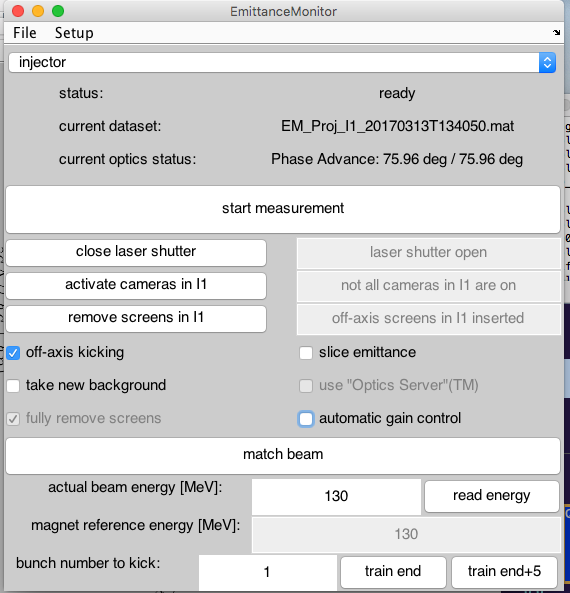 EmittanceMonitor
File Setup
injector
status: ready
current dataset: EM_Proj_I1_20170313T134050.mat
current optics status: Phase Advance: 75.96 deg / 75.96 deg
start measurement
close laser shutter laser shutter open
activate cameras in I1 not all cameras in I1 are on
remove screens in I1 off-axis screens in I1 inserted
off-axis kicking slice emittance
take new background use "Optics Server"(TM)
fully remove screens automatic gain control
match beam
actual beam energy [MeV]: 130 read energy
magnet reference energy [MeV]: 130
bunch number to kick: 1 train end train end+5